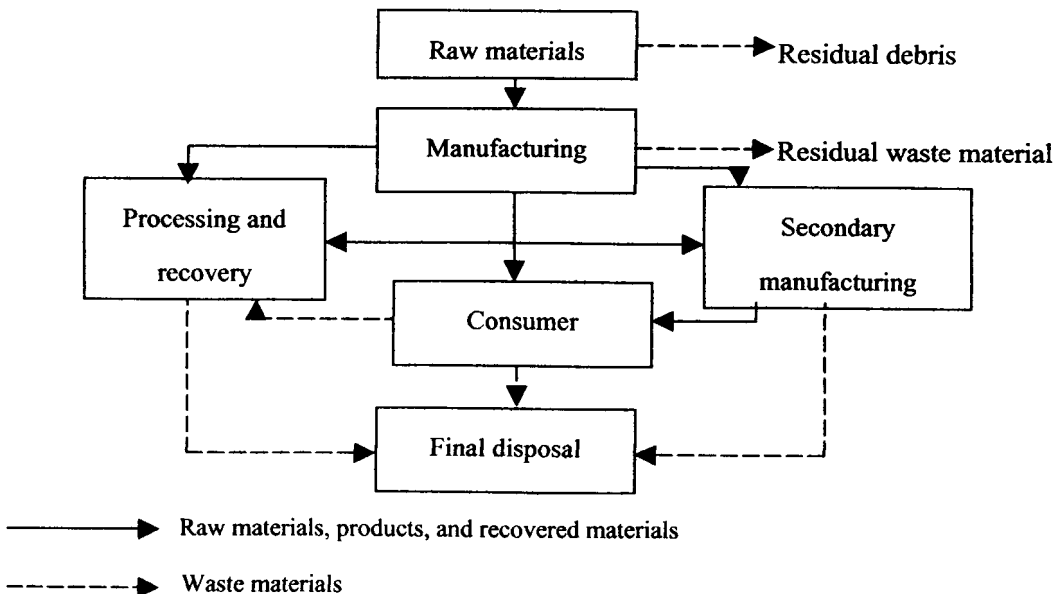 Raw materials
Residual debris
Manufacturing
Residual waste material
Processing and
recovery
Secondary
manufacturing
Consumer
Final disposal
Raw materials, products, and recovered materials
Waste materials